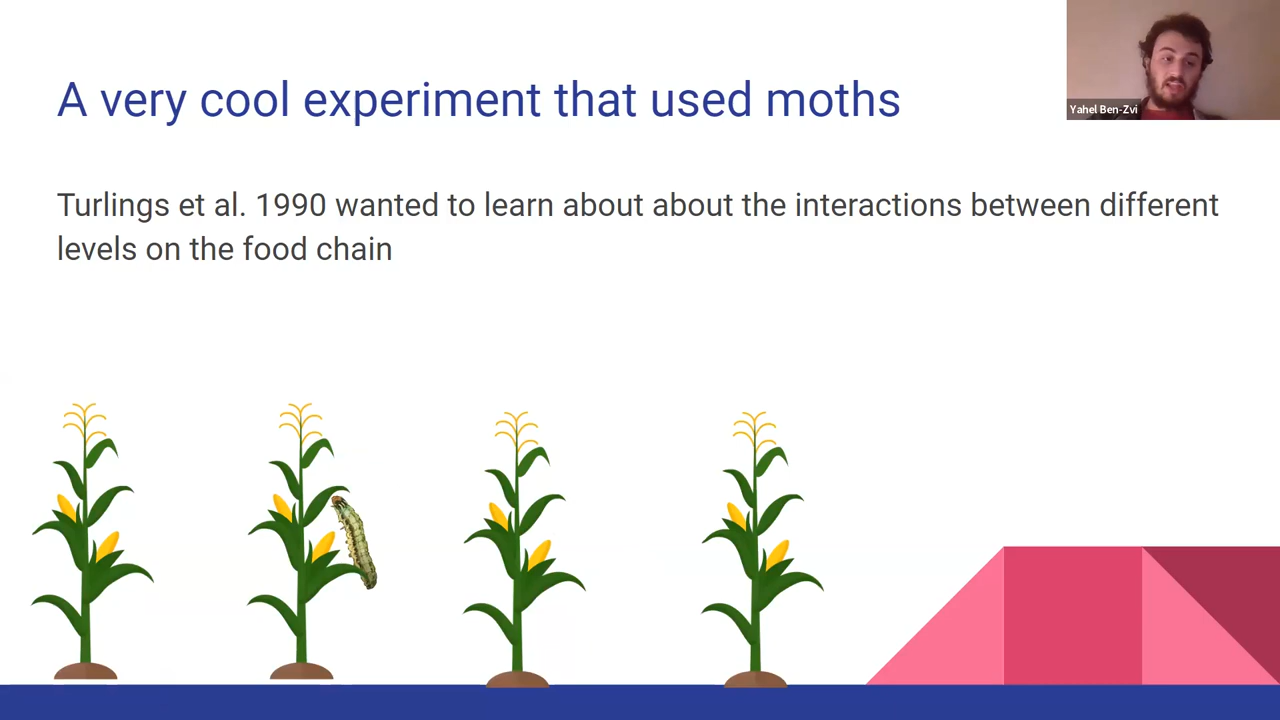 A very cool experiment that used moths
Yahel Ben-Zvi
Turlings et al. 1990 wanted to learn about about the interactions between different
levels on the food chain